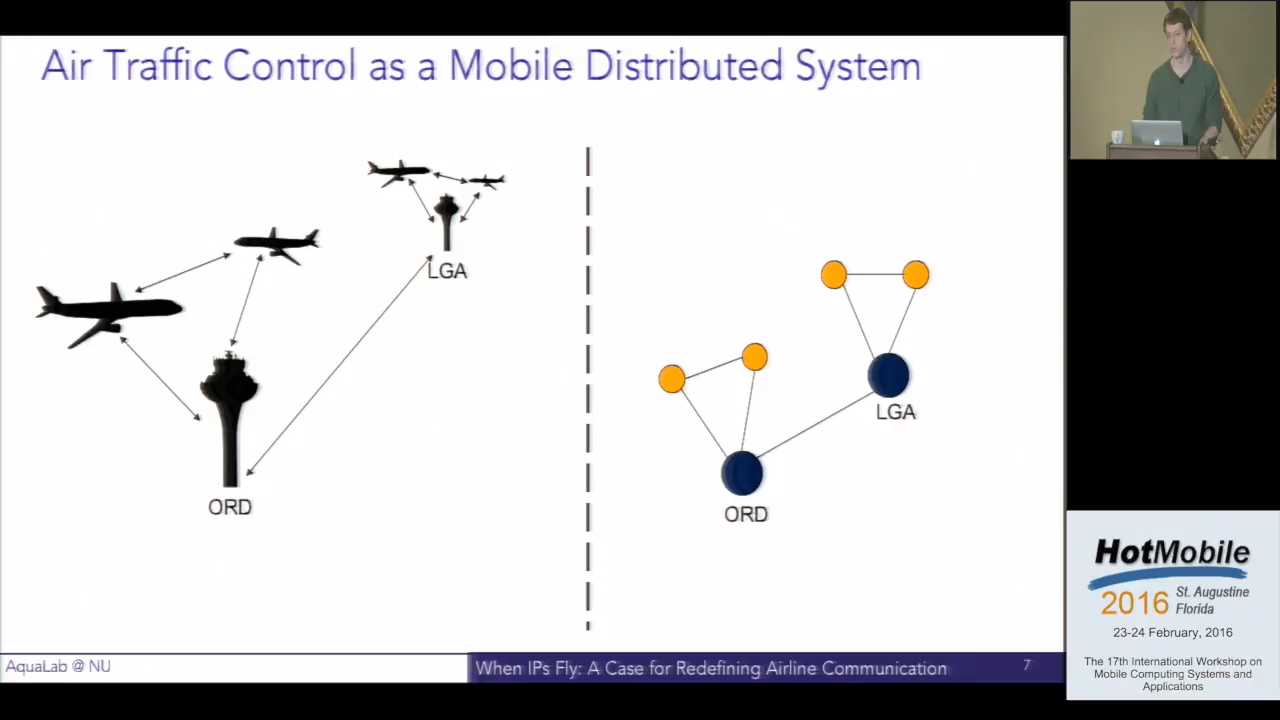 Air Traffic Control as a Mobile Distributed System
LGA
ORD
LGA
ORD
AquaLab @ NU
When IPs Fly: A Case for Redefining Airline Communication
7
HotMobile
2016
St. Augustine
Florida
23-24 February, 2016
The 17th International Workshop on
Mobile Computing Systems and
Applications